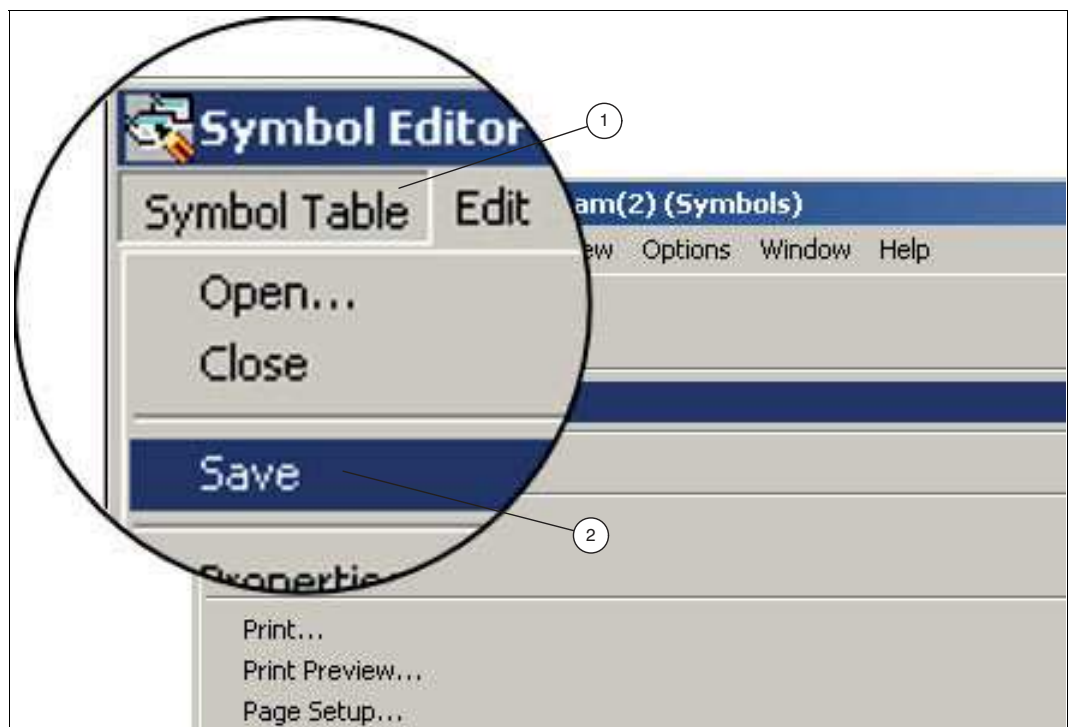 Symbol Editor
1
am(2) (Symbols)
Symbol Table Edit
ew Options Window Help
Open...
Close
Save
2
Properties
Print...
Print Preview...
Page Setup...